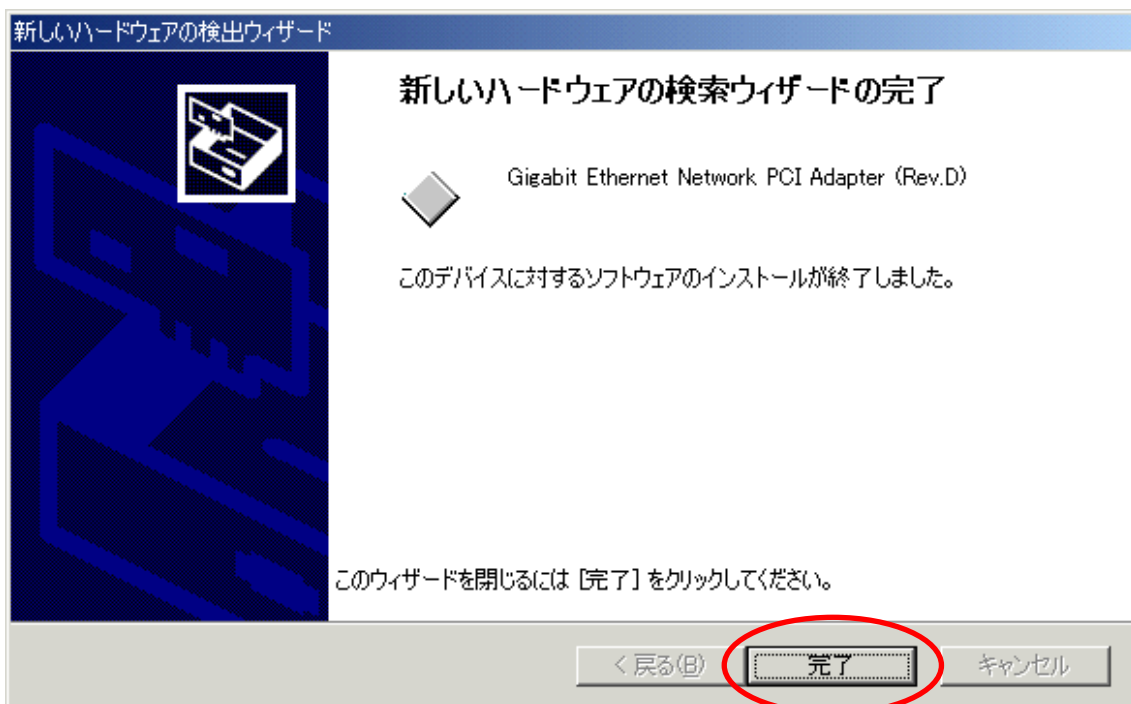 新しいハードウェアの検出ウィザード
新しいハードウェアの検索ウィザードの完了
Gigabit Ethernet Network PCI Adapter (Rev.D)
このデバイスに対するソフトウェアのインストールが終了しました。
このウィザードを閉じるには [完了] をクリックしてください。
< 戻る(B) 完了 キャンセル